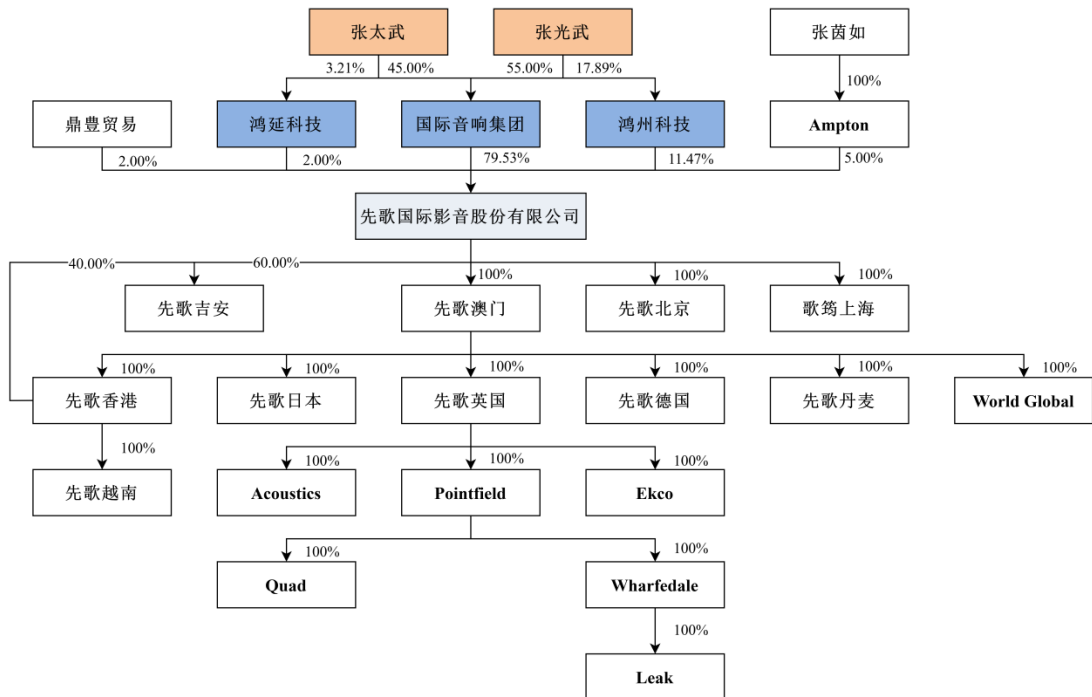 张太武
张光武
张茵如
3.21%
45.00%
55.00%
17.89%
100%
鼎豊贸易
鸿延科技
国际音响集团
鸿州科技
Ampton
2.00%
2.00%
79.53%
11.47%
5.00%
先歌国际影音股份有限公司
40.00%
60.00%
100%
100%
100%
先歌吉安
先歌澳门
先歌北京
歌筠上海
100%
100%
100%
100%
100%
100%
先歌香港
先歌日本
先歌英国
先歌德国
先歌丹麦
World Global
100%
100%
100%
100%
先歌越南
Acoustics
Pointfield
Ekco
100%
100%
Quad
Wharfedale
100%
Leak